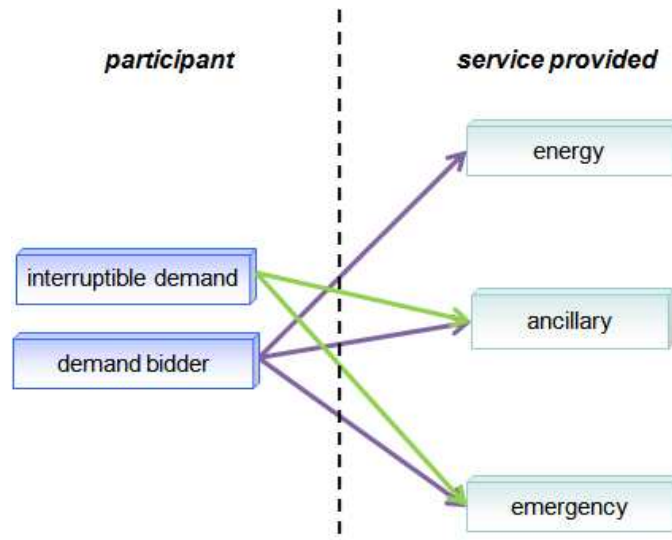 participant
service provided
energy
interruptible demand
ancillary
demand bidder
emergency